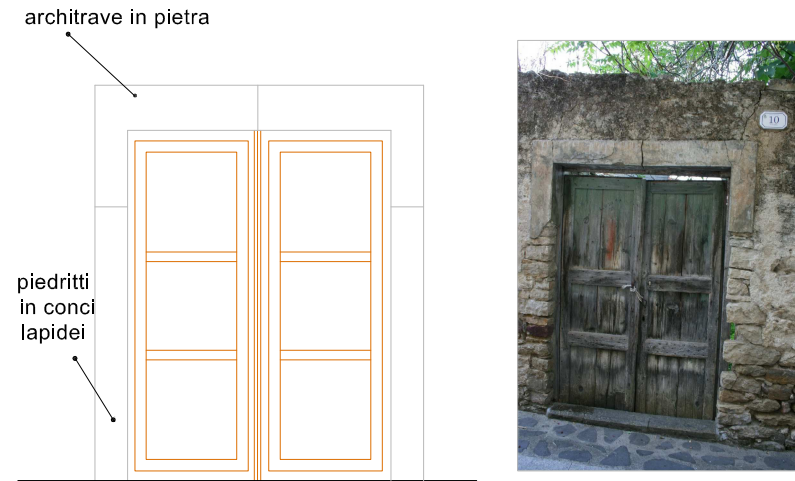 architrave in pietra
piedritti
in conci
lapidei
10